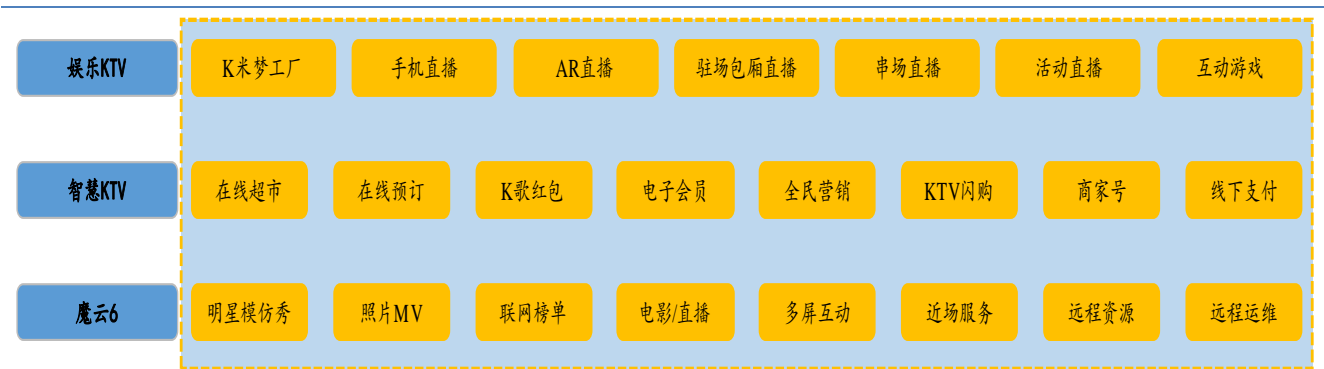 娱乐KTV K米梦工厂 手机直播 AR直播 驻场包厢直播 串场直播 活动直播 互动游戏
智慧KTV 在线超市 在线预订 K歌红包 电子会员 全民营销 KTV闪购 商家号 线下支付
魔云6 明星模仿秀 照片MV 联网榜单 电影/直播 多屏互动 近场服务 远程资源 远程运维